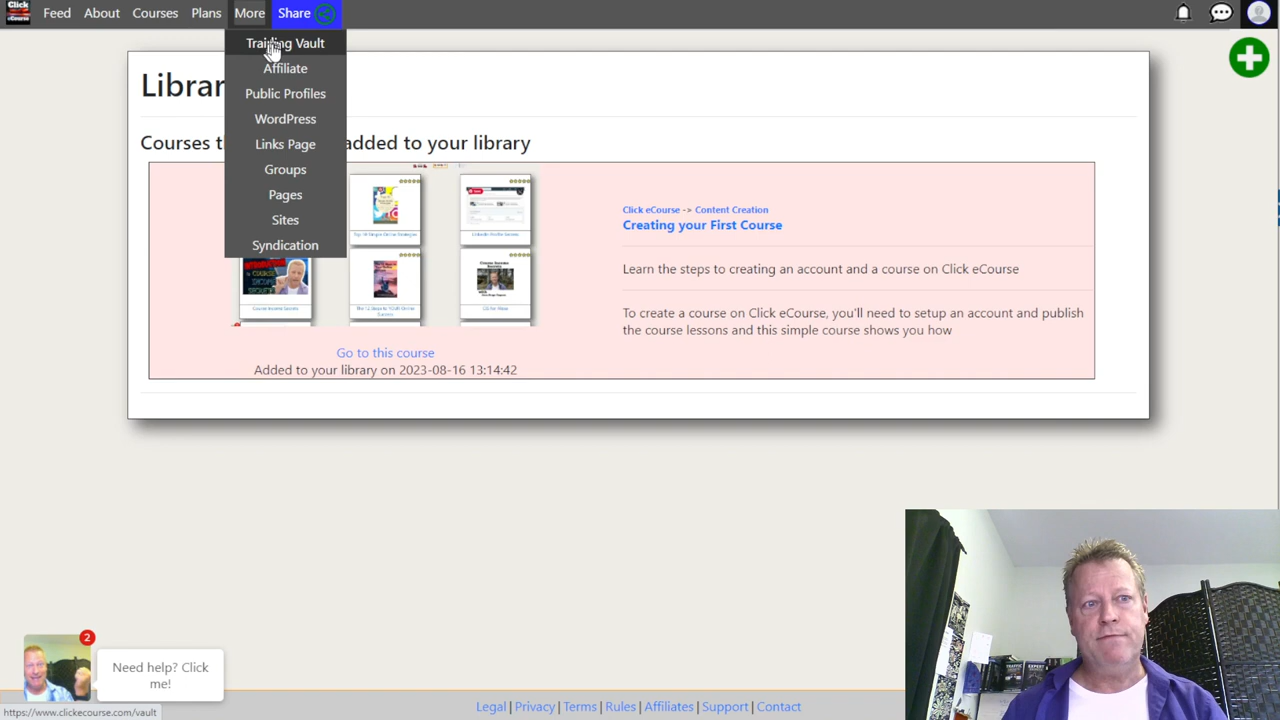 Click
eCourse
Feed
About
Courses
Plans
More
Share
Training Vault
Affiliate
Public Profiles
WordPress
Links Page
Groups
Pages
Sites
Syndication
Librar
Courses t
added to your library
Click eCourse -> Content Creation
Creating your First Course
Learn the steps to creating an account and a course on Click eCourse
To create a course on Click eCourse, you'll need to setup an account and publish
the course lessons and this simple course shows you how
Go to this course
Added to your library on 2023-08-16 13:14:42
2
Need help? Click
me!
https://www.clickecourse.com/vault
Legal | Privacy | Terms | Rules | Affiliates | Support | Contact